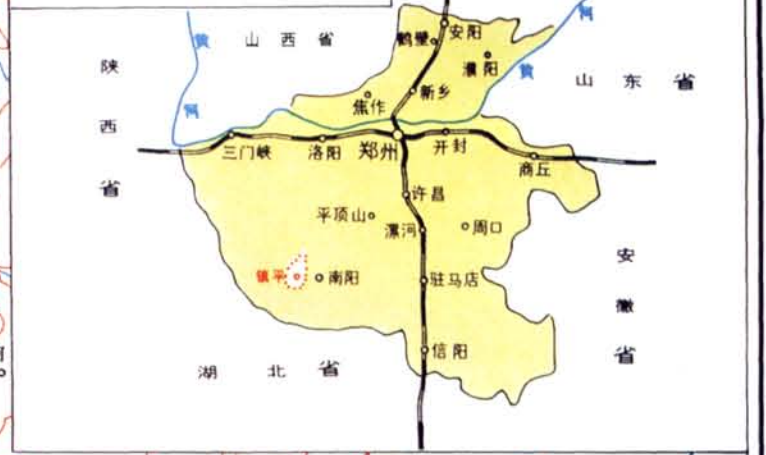 黄河
山西省
陕西省
鹤壁
安阳
濮阳
黄河
山东省
新乡
焦作
三门峡
洛阳
郑州
开封
商丘
许昌
平顶山
漯河
周口
镇平
南阳
驻马店
安徽省
信阳
湖北省